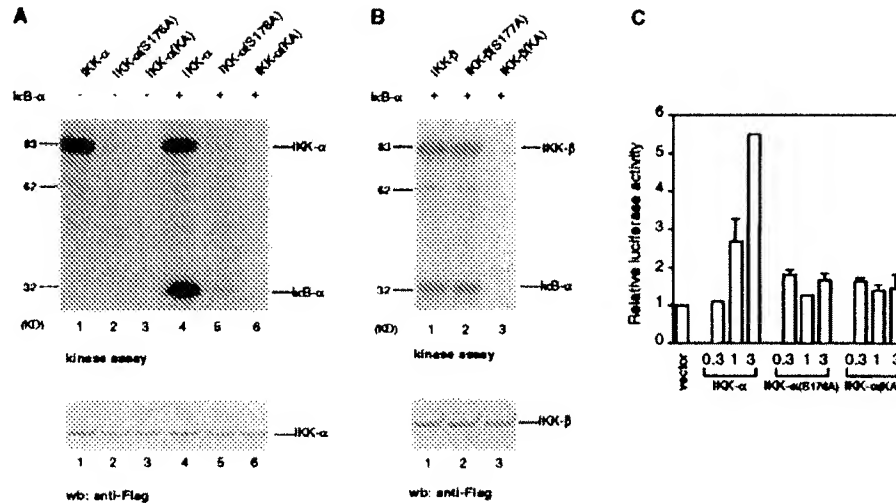 A
IKK-α
IKK-α(S176A)
IKK-α(KA)
IKK-α
IKK-α(S176A)
IKK-α(KA)
IκB-α - - - + + +
83
62
32
(KD)
IKK-α
IκB-α
1 2 3 4 5 6
kinase assay
IKK-α
1 2 3 4 5 6
wb: anti-Flag
B
IKK-β
IKK-β(S177A)
IKK-β(KA)
IκB-α + + +
83
62
32
(KD)
IKK-β
IκB-α
1 2 3
kinase assay
IKK-β
1 2 3
wb: anti-Flag
C
Relative luciferase activity
6
5
4
3
2
1
0
vector
0.3 1 3
IKK-α
0.3 1 3
IKK-α(S176A)
0.3 1 3
IKK-α(KA